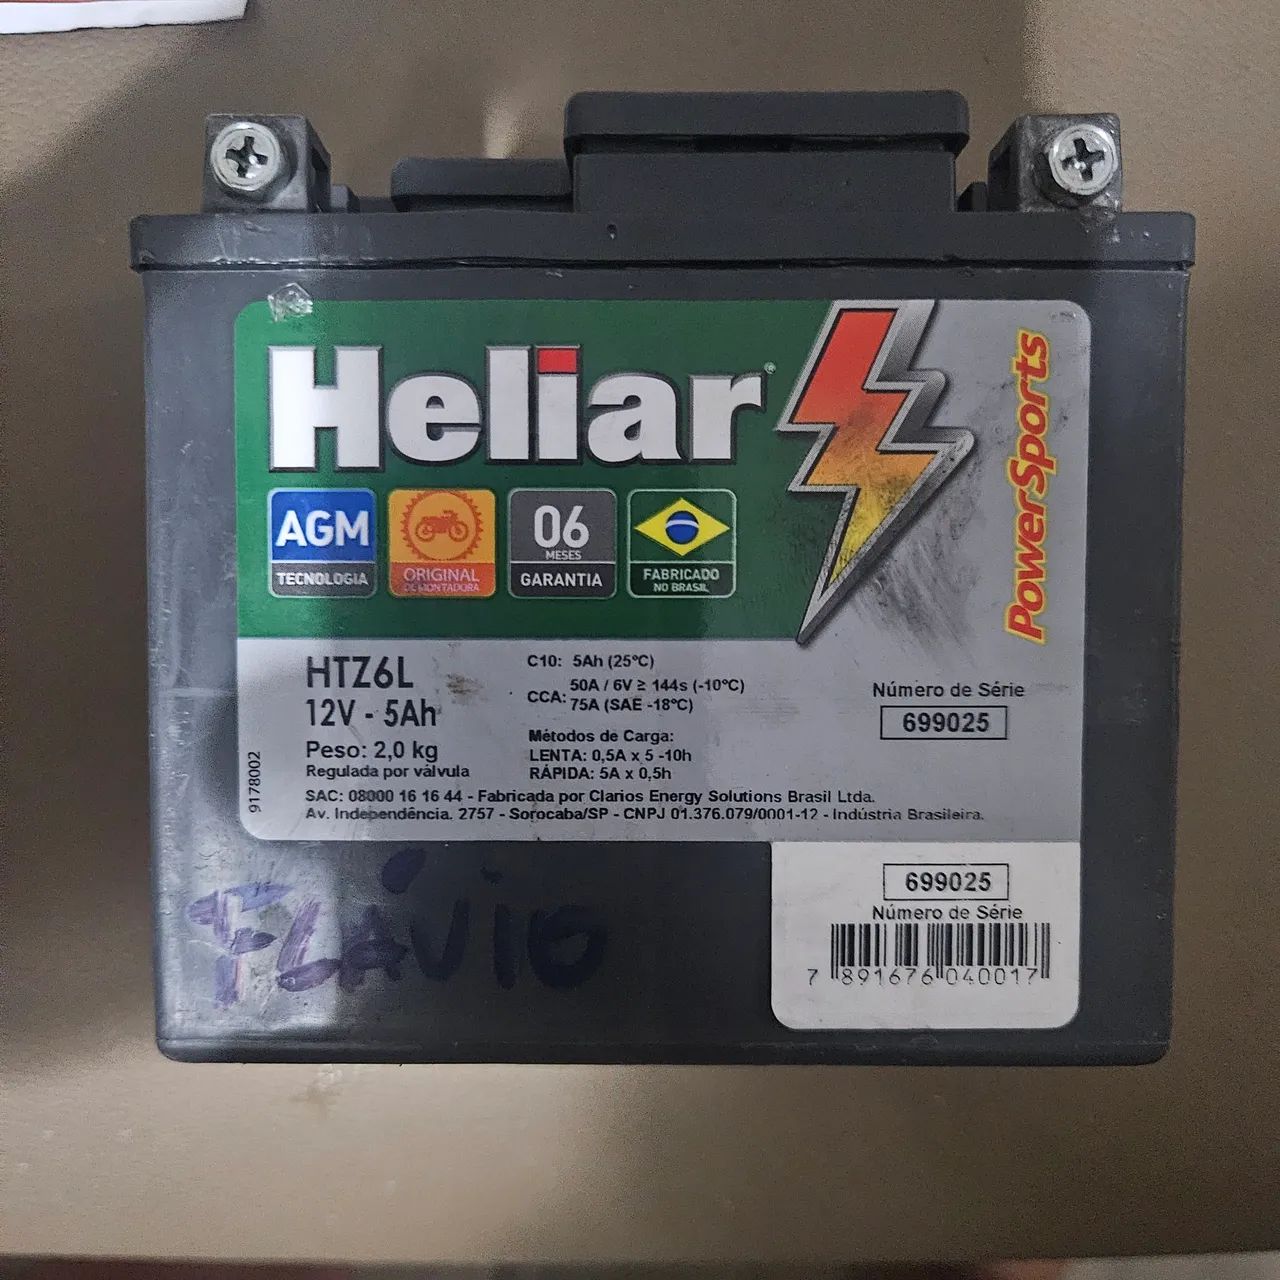 Heliar®
PowerSports
AGM
TECNOLOGIA
ORIGINAL
DE MONTADORA
06
MESES
GARANTIA
FABRICADO
NO BRASIL
HTZ6L
12V - 5Ah
Peso: 2,0 kg
Regulada por válvula
C10: 5Ah (25°C)
CCA: 50A / 6V ≥ 144s (-10°C)
75A (SAE -18°C)
Métodos de Carga:
LENTA: 0,5A x 5 -10h
RÁPIDA: 5A x 0,5h
Número de Série
699025
SAC: 08000 16 16 44 - Fabricada por Clarios Energy Solutions Brasil Ltda.
Av. Independência. 2757 - Sorocaba/SP - CNPJ 01.376.079/0001-12 - Indústria Brasileira.
9178002
699025
Número de Série
7 891676 040017
FLÁVIO